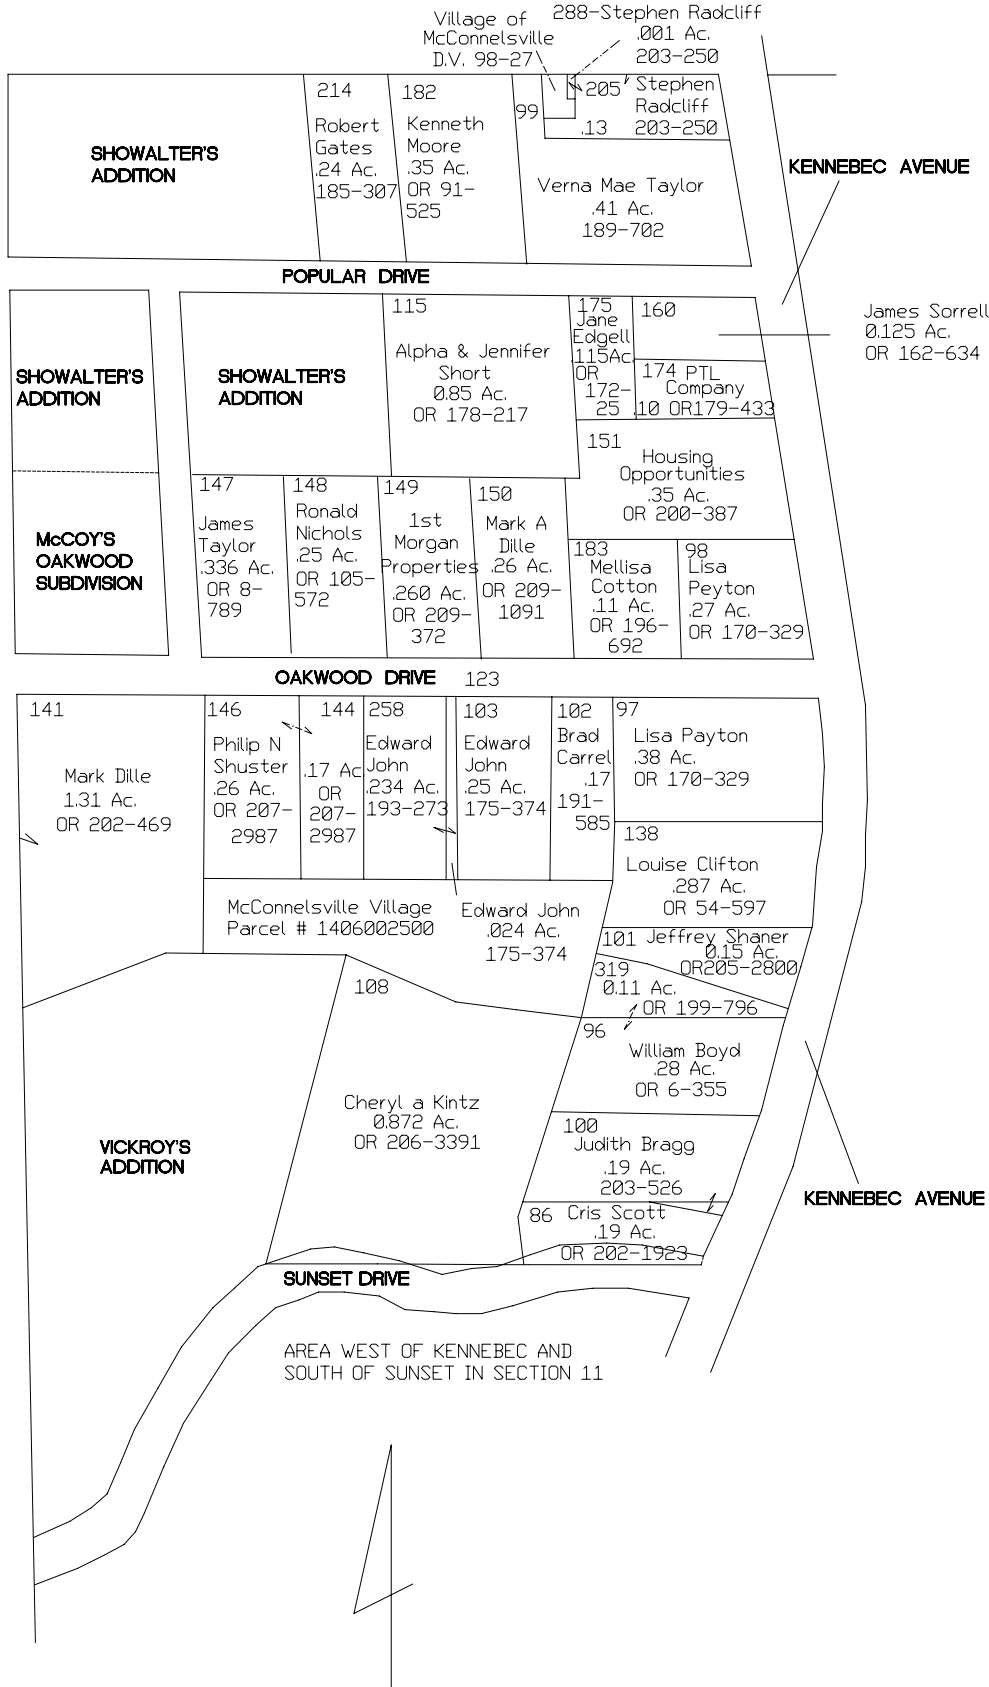 Village of
McConnelsville
D.V. 98-27
288-Stephen Radcliff
.001 Ac.
203-250
214
Robert
Gates
.24 Ac.
185-307
182
Kenneth
Moore
.35 Ac.
OR 91-
525
99
205
.13
Stephen
Radcliff
203-250
SHOWALTER'S
ADDITION
Verna Mae Taylor
.41 Ac.
189-702
KENNEBEC AVENUE
POPULAR DRIVE
115
Alpha & Jennifer
Short
0.85 Ac.
OR 178-217
175
Jane
Edgell
.115Ac.
OR
172-
25
160
James Sorrell
0.125 Ac.
OR 162-634
SHOWALTER'S
ADDITION
SHOWALTER'S
ADDITION
174 PTL
Company
.10 OR179-433
151
Housing
Opportunities
.35 Ac.
OR 200-387
McCOY'S
OAKWOOD
SUBDIVISION
147
James
Taylor
.336 Ac.
OR 8-
789
148
Ronald
Nichols
.25 Ac.
OR 105-
572
149
1st
Morgan
Properties
.260 Ac.
OR 209-
372
150
Mark A
Dille
.26 Ac.
OR 209-
1091
183
Mellisa
Cotton
.11 Ac.
OR 196-
692
98
Lisa
Peyton
.27 Ac.
OR 170-329
OAKWOOD DRIVE 123
141
Mark Dille
1.31 Ac.
OR 202-469
146
Philip N
Shuster
.26 Ac.
OR 207-
2987
144
.17 Ac
OR
207-
2987
258
Edward
John
.234 Ac.
193-273
103
Edward
John
.25 Ac.
175-374
102
Brad
Carrel
.17
191-
585
97
Lisa Payton
.38 Ac.
OR 170-329
138
Louise Clifton
.287 Ac.
OR 54-597
McConnelsville Village
Parcel # 1406002500
Edward John
.024 Ac.
175-374
101 Jeffrey Shaner
0.15 Ac.
OR205-2800
319
0.11 Ac.
OR 199-796
108
Cheryl a Kintz
0.872 Ac.
OR 206-3391
96
William Boyd
.28 Ac.
OR 6-355
VICKROY'S
ADDITION
100
Judith Bragg
.19 Ac.
203-526
KENNEBEC AVENUE
86 Cris Scott
.19 Ac.
OR 202-1923
SUNSET DRIVE
AREA WEST OF KENNEBEC AND
SOUTH OF SUNSET IN SECTION 11